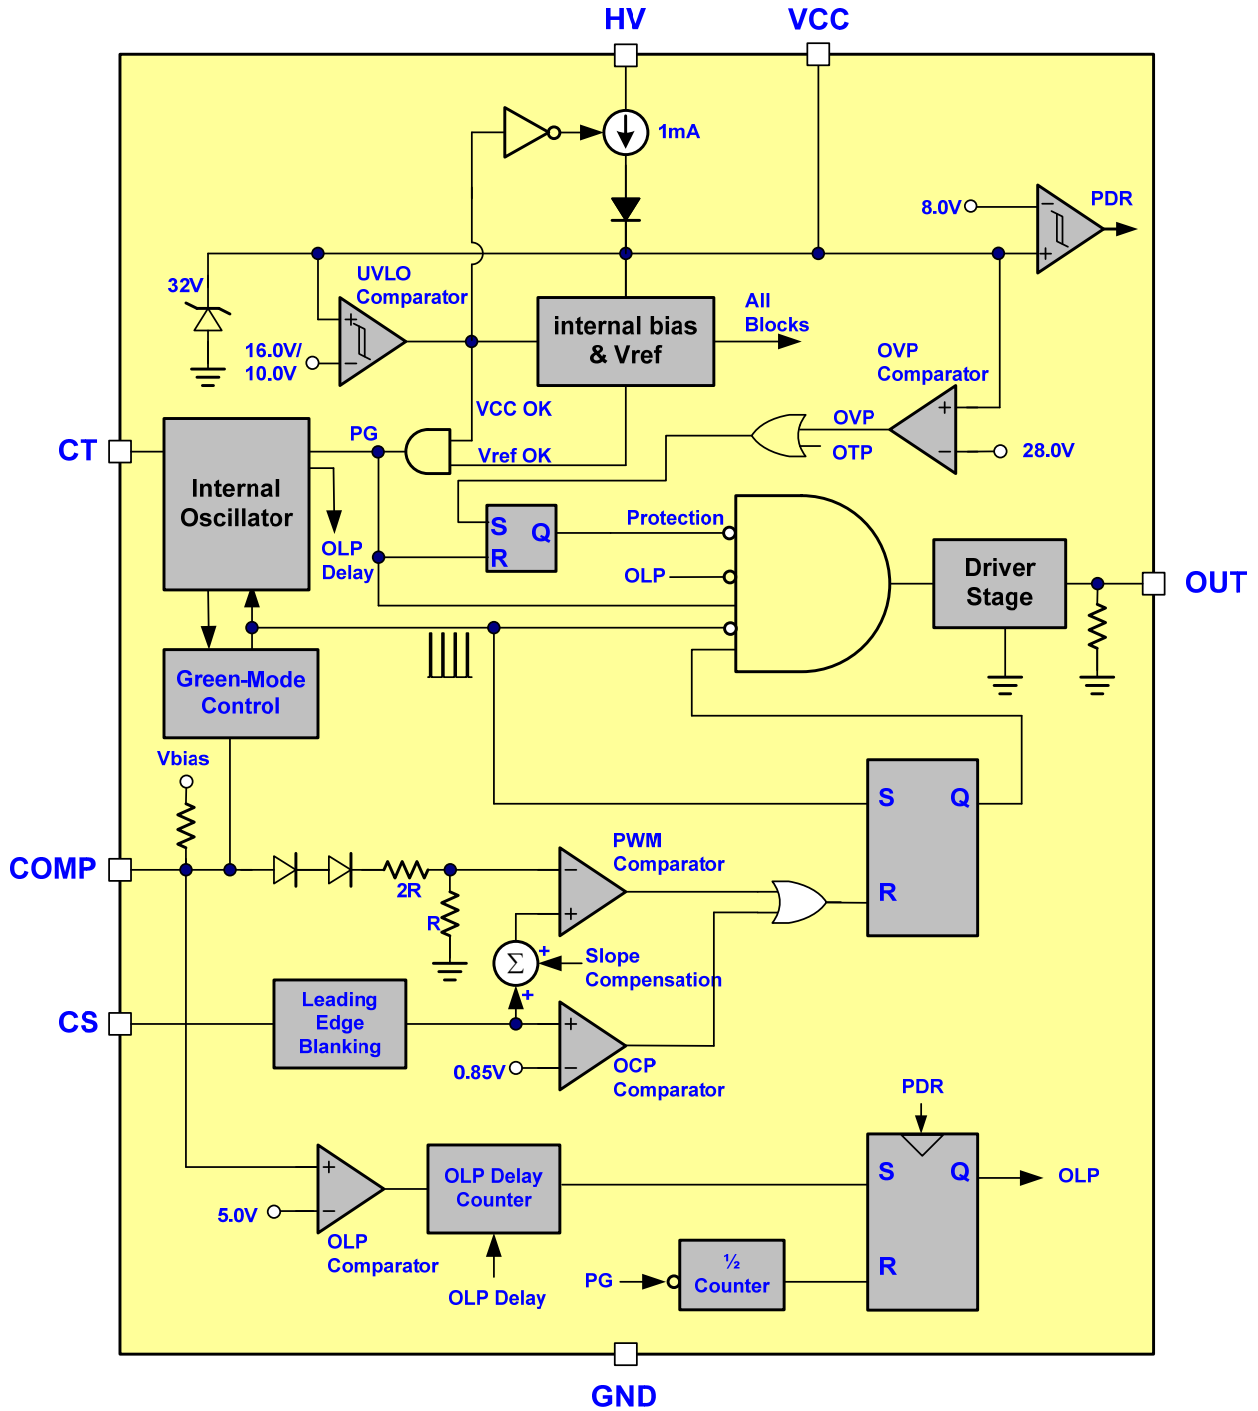 HV
VCC
1mA
8.0V
PDR
32V
UVLO
Comparator
16.0V/
10.0V
internal bias
& Vref
All
Blocks
OVP
Comparator
VCC OK
CT
PG
Vref OK
OVP
OTP
28.0V
Internal
Oscillator
OLP
Delay
S
Q
R
Protection
OLP
Driver
Stage
OUT
Green-Mode
Control
Vbias
S
Q
R
COMP
2R
R
PWM
Comparator
Σ
+
+
Slope
Compensation
CS
Leading
Edge
Blanking
0.85V
OCP
Comparator
PDR
S
Q
R
OLP
OLP Delay
Counter
5.0V
OLP
Comparator
OLP Delay
PG
½
Counter
GND